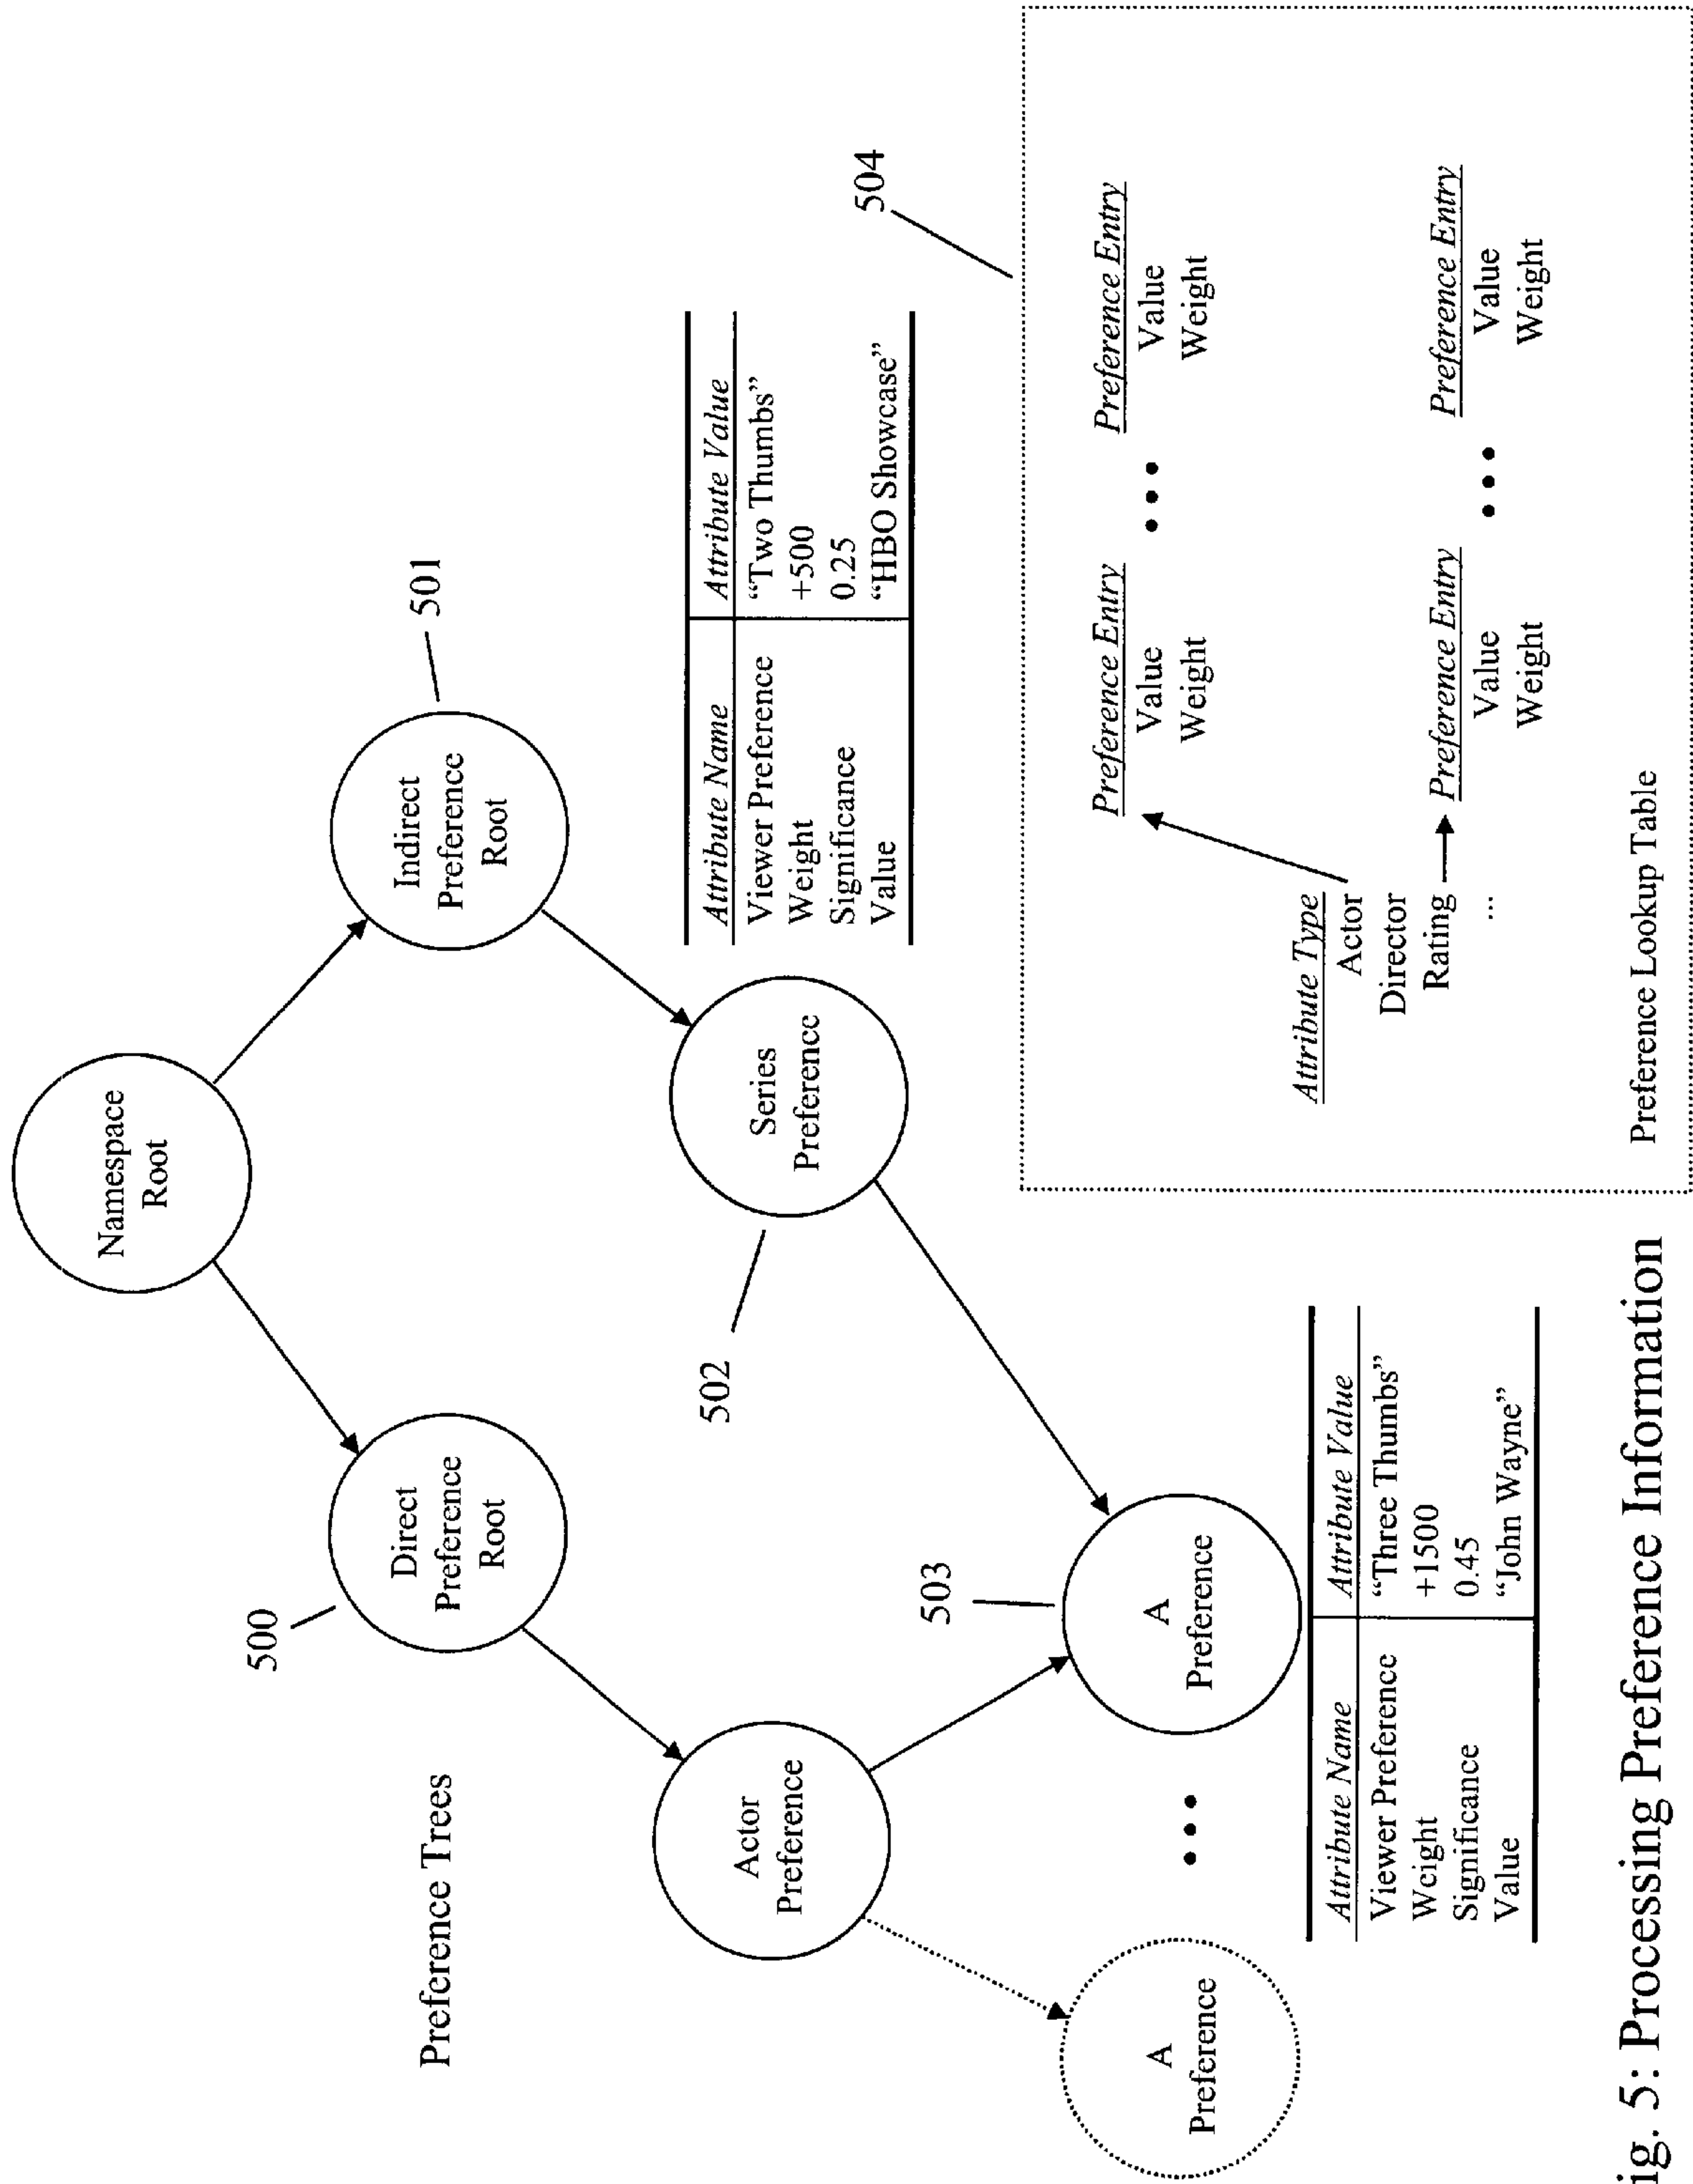 Preference Trees
Namespace
Root
500
Direct
Preference
Root
Indirect
Preference
Root
501
Actor
Preference
502
Series
Preference
Attribute Name Attribute Value
Viewer Preference “Two Thumbs”
Weight +500
Significance 0.25
Value “HBO Showcase”
A
Preference
503
A
Preference
Attribute Name Attribute Value
Viewer Preference “Three Thumbs”
Weight +1500
Significance 0.45
Value “John Wayne”
504
Preference Entry ••• Preference Entry
Value Value
Weight Weight
Attribute Type
Actor
Director
Rating
...
Preference Entry ••• Preference Entry
Value Value
Weight Weight
Preference Lookup Table
ig. 5: Processing Preference Information